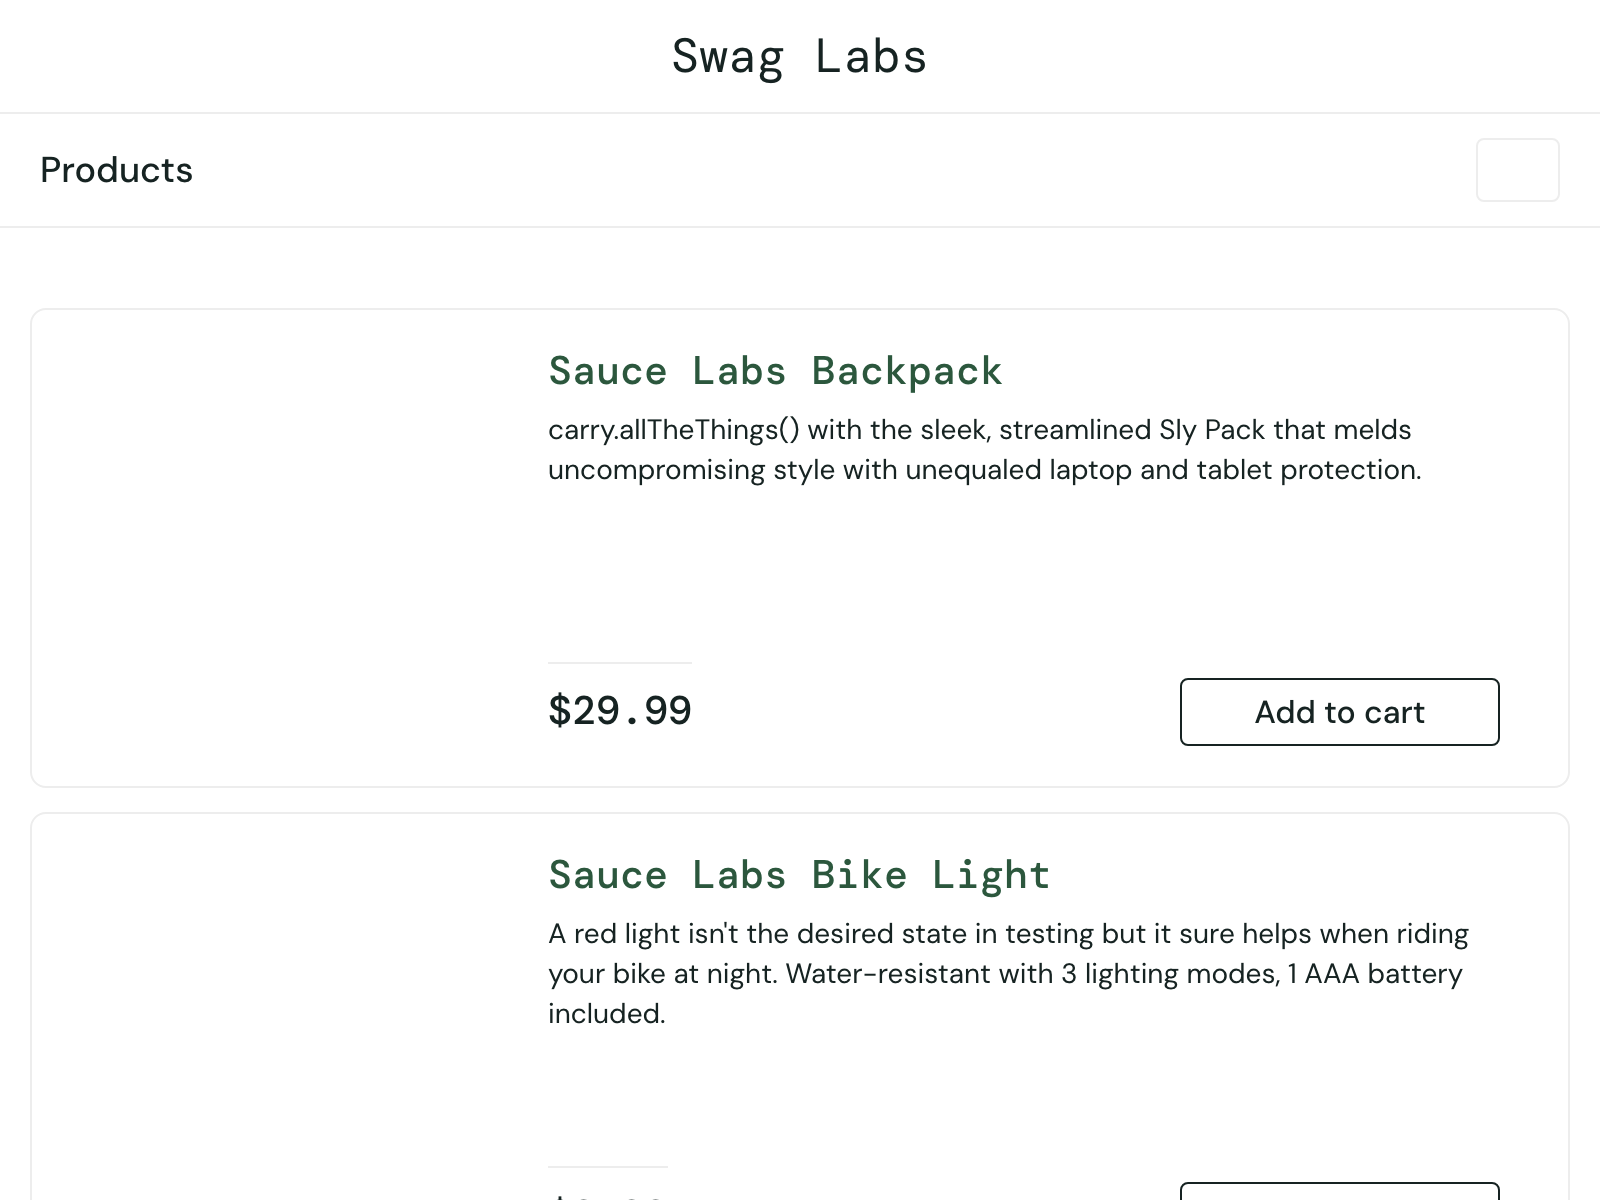 Swag Labs
Products
Sauce Labs Backpack
carry.allTheThings() with the sleek, streamlined Sly Pack that melds
uncompromising style with unequaled laptop and tablet protection.
$29.99
Add to cart
Sauce Labs Bike Light
A red light isn't the desired state in testing but it sure helps when riding
your bike at night. Water-resistant with 3 lighting modes, 1 AAA battery
included.